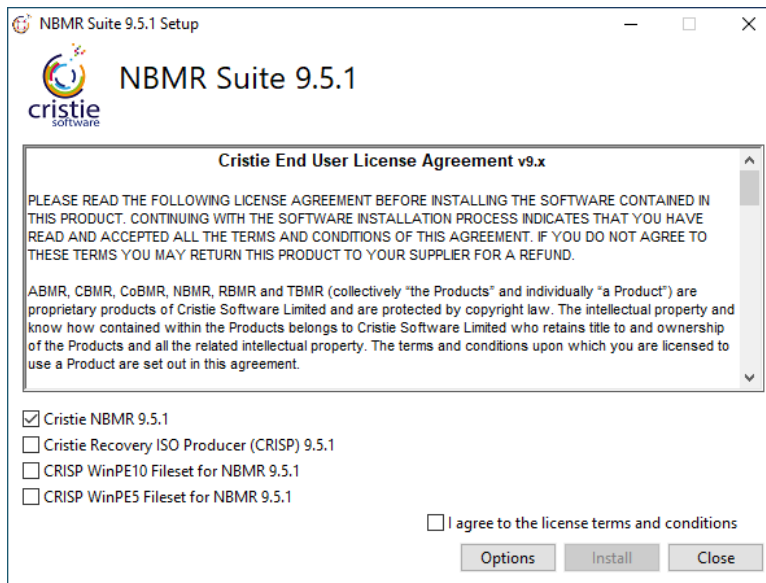 NBMR Suite 9.5.1 Setup
NBMR Suite 9.5.1
cristie
software
Cristie End User License Agreement v9.x
PLEASE READ THE FOLLOWING LICENSE AGREEMENT BEFORE INSTALLING THE SOFTWARE CONTAINED IN
THIS PRODUCT. CONTINUING WITH THE SOFTWARE INSTALLATION PROCESS INDICATES THAT YOU HAVE
READ AND ACCEPTED ALL THE TERMS AND CONDITIONS OF THIS AGREEMENT. IF YOU DO NOT AGREE TO
THESE TERMS YOU MAY RETURN THIS PRODUCT TO YOUR SUPPLIER FOR A REFUND.
ABMR, CBMR, CoBMR, NBMR, RBMR and TBMR (collectively “the Products” and individually “a Product”) are
proprietary products of Cristie Software Limited and are protected by copyright law. The intellectual property and
know how contained within the Products belongs to Cristie Software Limited who retains title to and ownership
of the Products and all the related intellectual property. The terms and conditions upon which you are licensed to
use a Product are set out in this agreement.
Cristie NBMR 9.5.1
Cristie Recovery ISO Producer (CRISP) 9.5.1
CRISP WinPE10 Fileset for NBMR 9.5.1
CRISP WinPE5 Fileset for NBMR 9.5.1
I agree to the license terms and conditions
Options Install Close